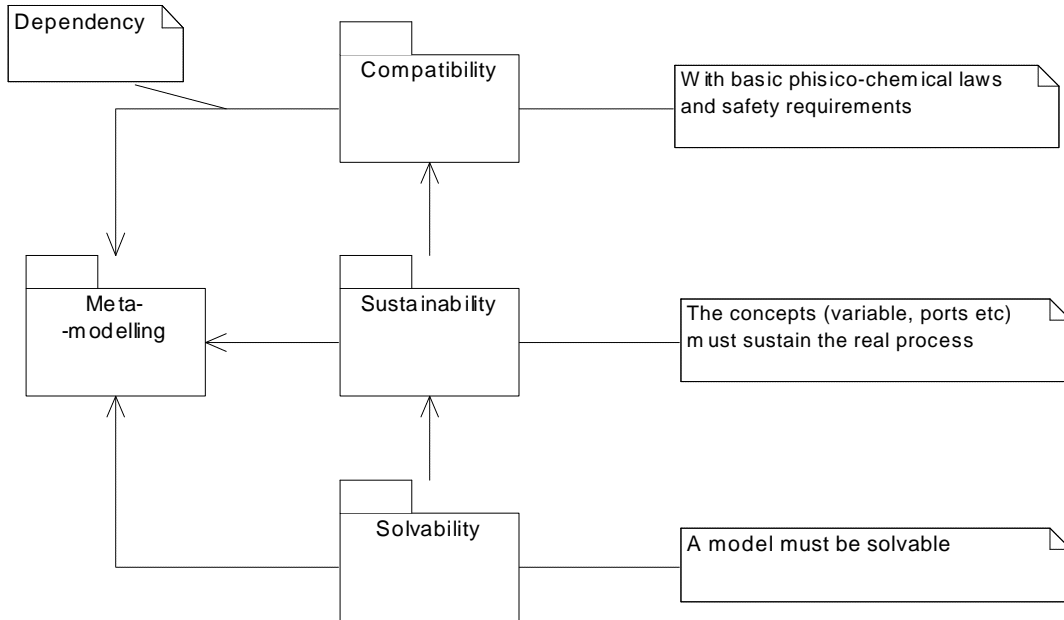 Dependency
Compatibility
With basic phisico-chemical laws
and safety requirements
Meta-
-modelling
Sustainability
The concepts (variable, ports etc)
must sustain the real process
Solvability
A model must be solvable